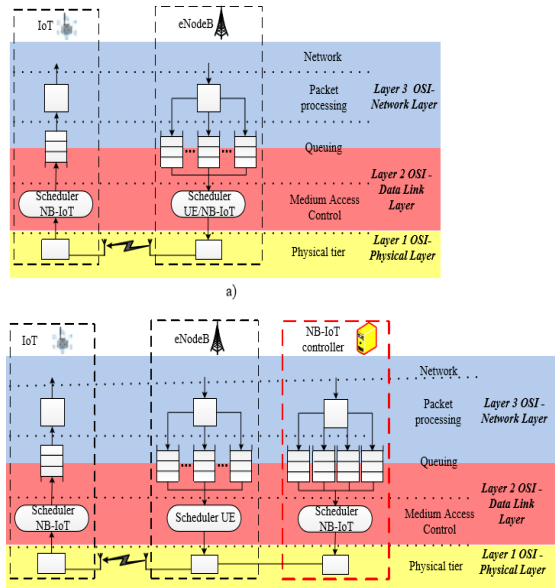 IoT
eNodeB
Network
Packet
processing
Layer 3 OSI-
Network Layer
Queuing
Layer 2 OSI -
Data Link
Layer
Scheduler
NB-IoT
Scheduler
UE/NB-IoT
Medium Access
Control
Physical tier
Layer 1 OSI-
Physical Layer
a)
IoT
eNodeB
NB-IoT
controller
Network
Packet
processing
Layer 3 OSI -
Network Layer
Queuing
Layer 2 OSI -
Data Link
Layer
Scheduler
NB-IoT
Scheduler UE
Scheduler
NB-IoT
Medium Access
Control
Physical tier
Layer 1 OSI -
Physical Layer